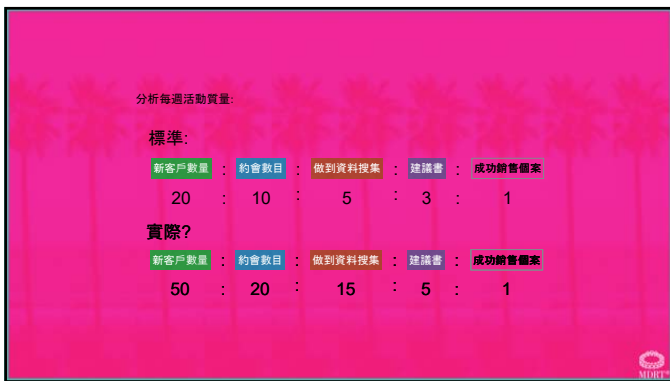 分析每週活動質量:
標準:
新客戶數量 : 約會數目 : 做到資料搜集 : 建議書 : 成功銷售個案
20 : 10 : 5 : 3 : 1
實際?
新客戶數量 : 約會數目 : 做到資料搜集 : 建議書 : 成功銷售個案
50 : 20 : 15 : 5 : 1
MDRT